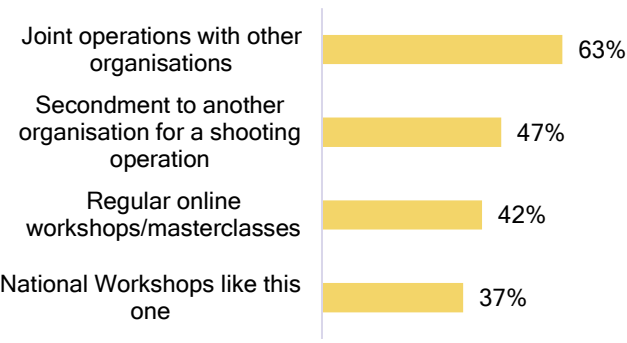 Joint operations with other
organisations
63%
Secondment to another
organisation for a shooting
operation
47%
Regular online
workshops/masterclasses
42%
National Workshops like this
one
37%